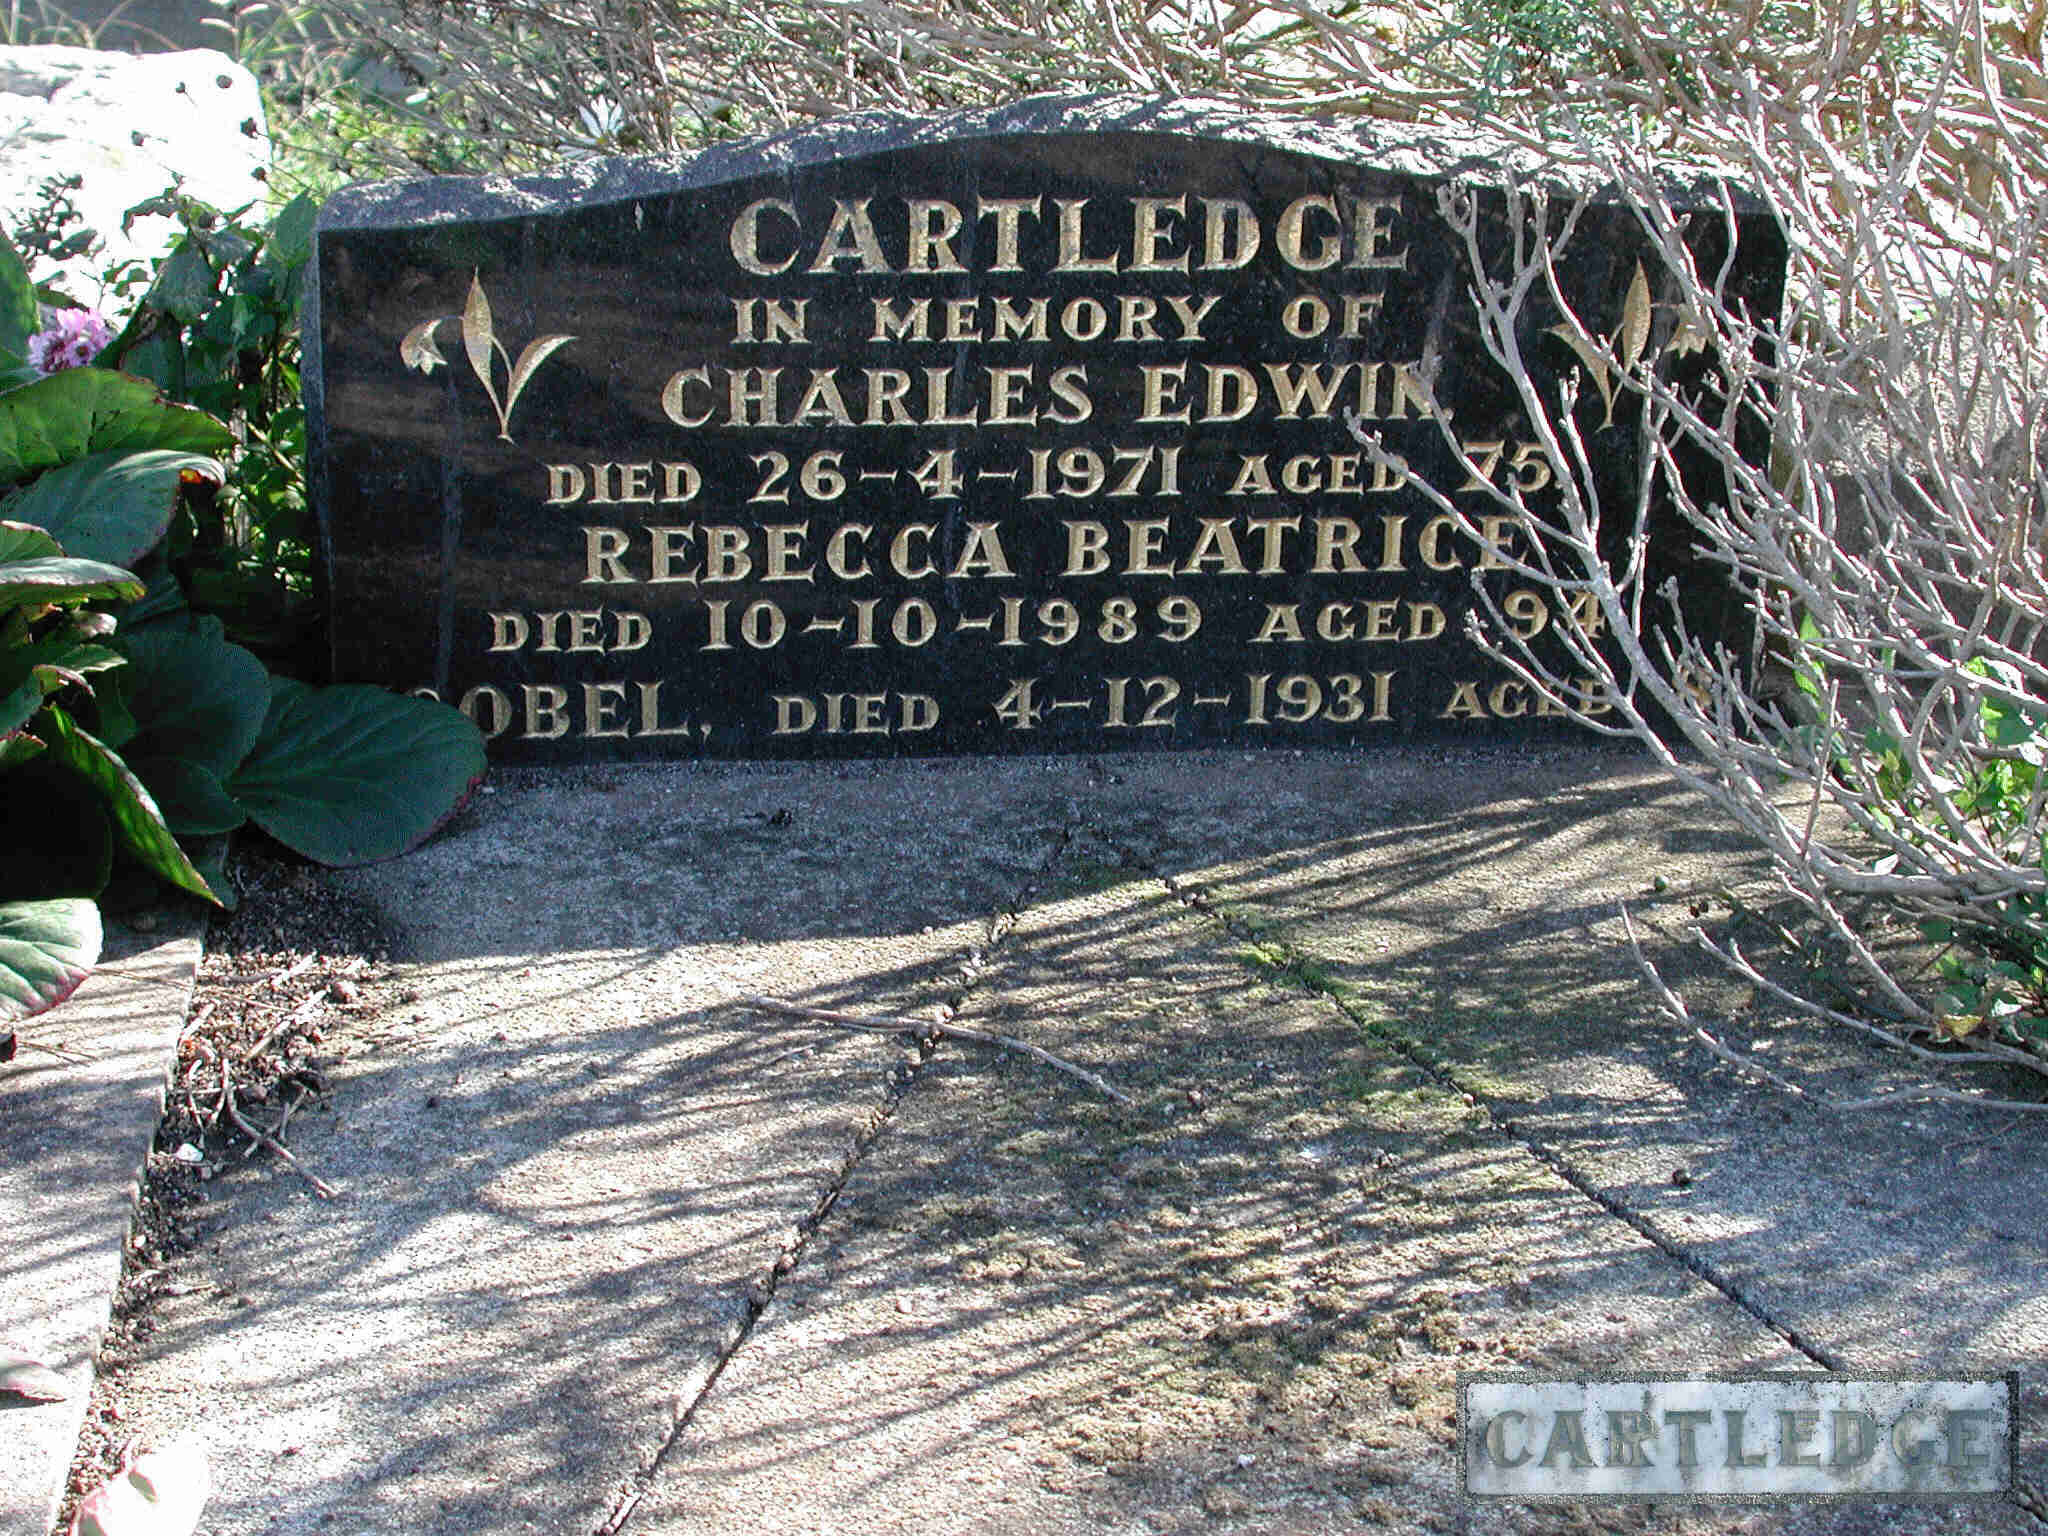 CARTLEDGE
IN MEMORY OF
CHARLES EDWIN.
DIED 26-4-1971 AGED 75.
REBECCA BEATRICE
DIED 10-10-1989 AGED 94
DIED 4-12-1931 AGED
CARTLEDGE